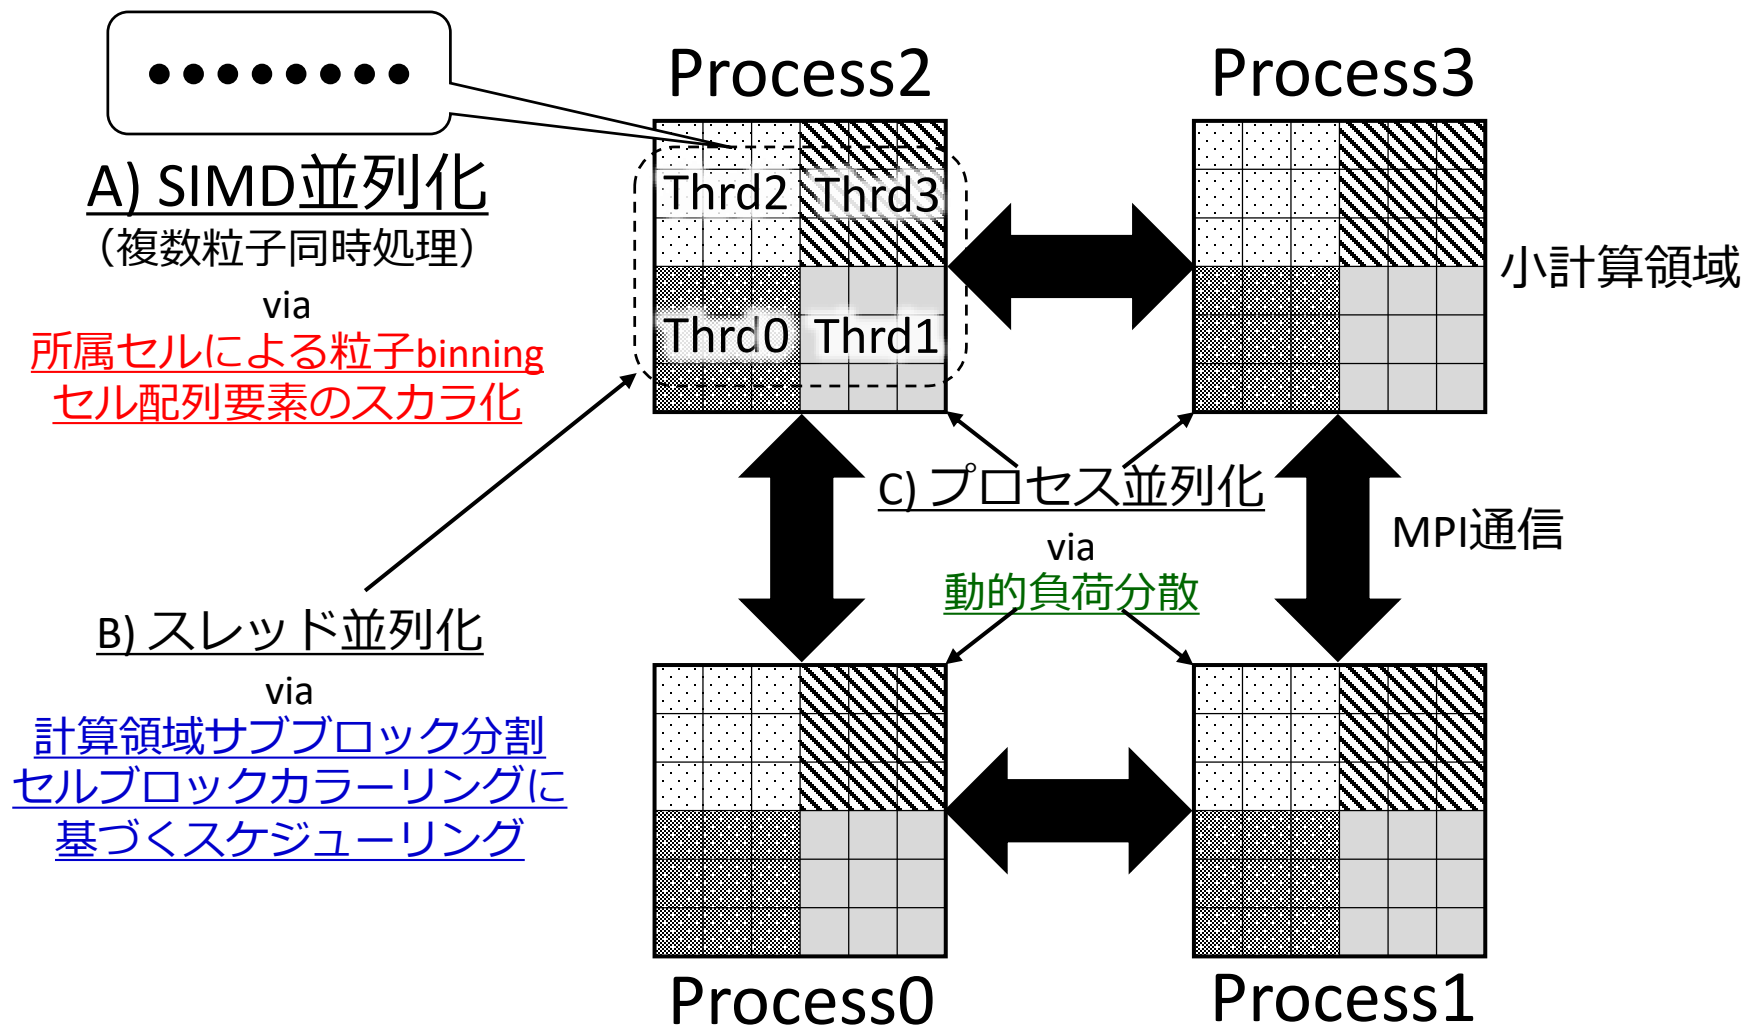 Process2
Process3
A) SIMD並列化
（複数粒子同時処理）
via
所属セルによる粒子binning
セル配列要素のスカラ化
Thrd2
Thrd3
Thrd0
Thrd1
小計算領域
C) プロセス並列化
via
動的負荷分散
MPI通信
B) スレッド並列化
via
計算領域サブブロック分割
セルブロックカラーリングに
基づくスケジューリング
Process0
Process1